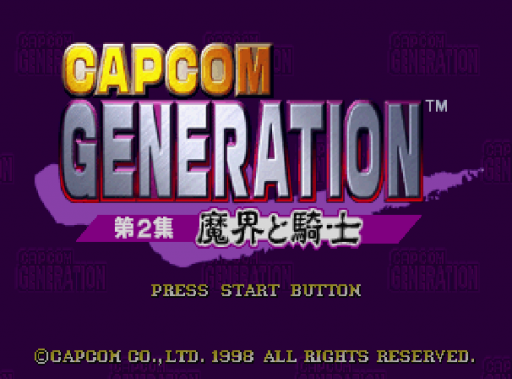 CAPCOM
GENERATION™
第2集 魔界と騎士
PRESS START BUTTON
©CAPCOM CO.,LTD. 1998 ALL RIGHTS RESERVED.